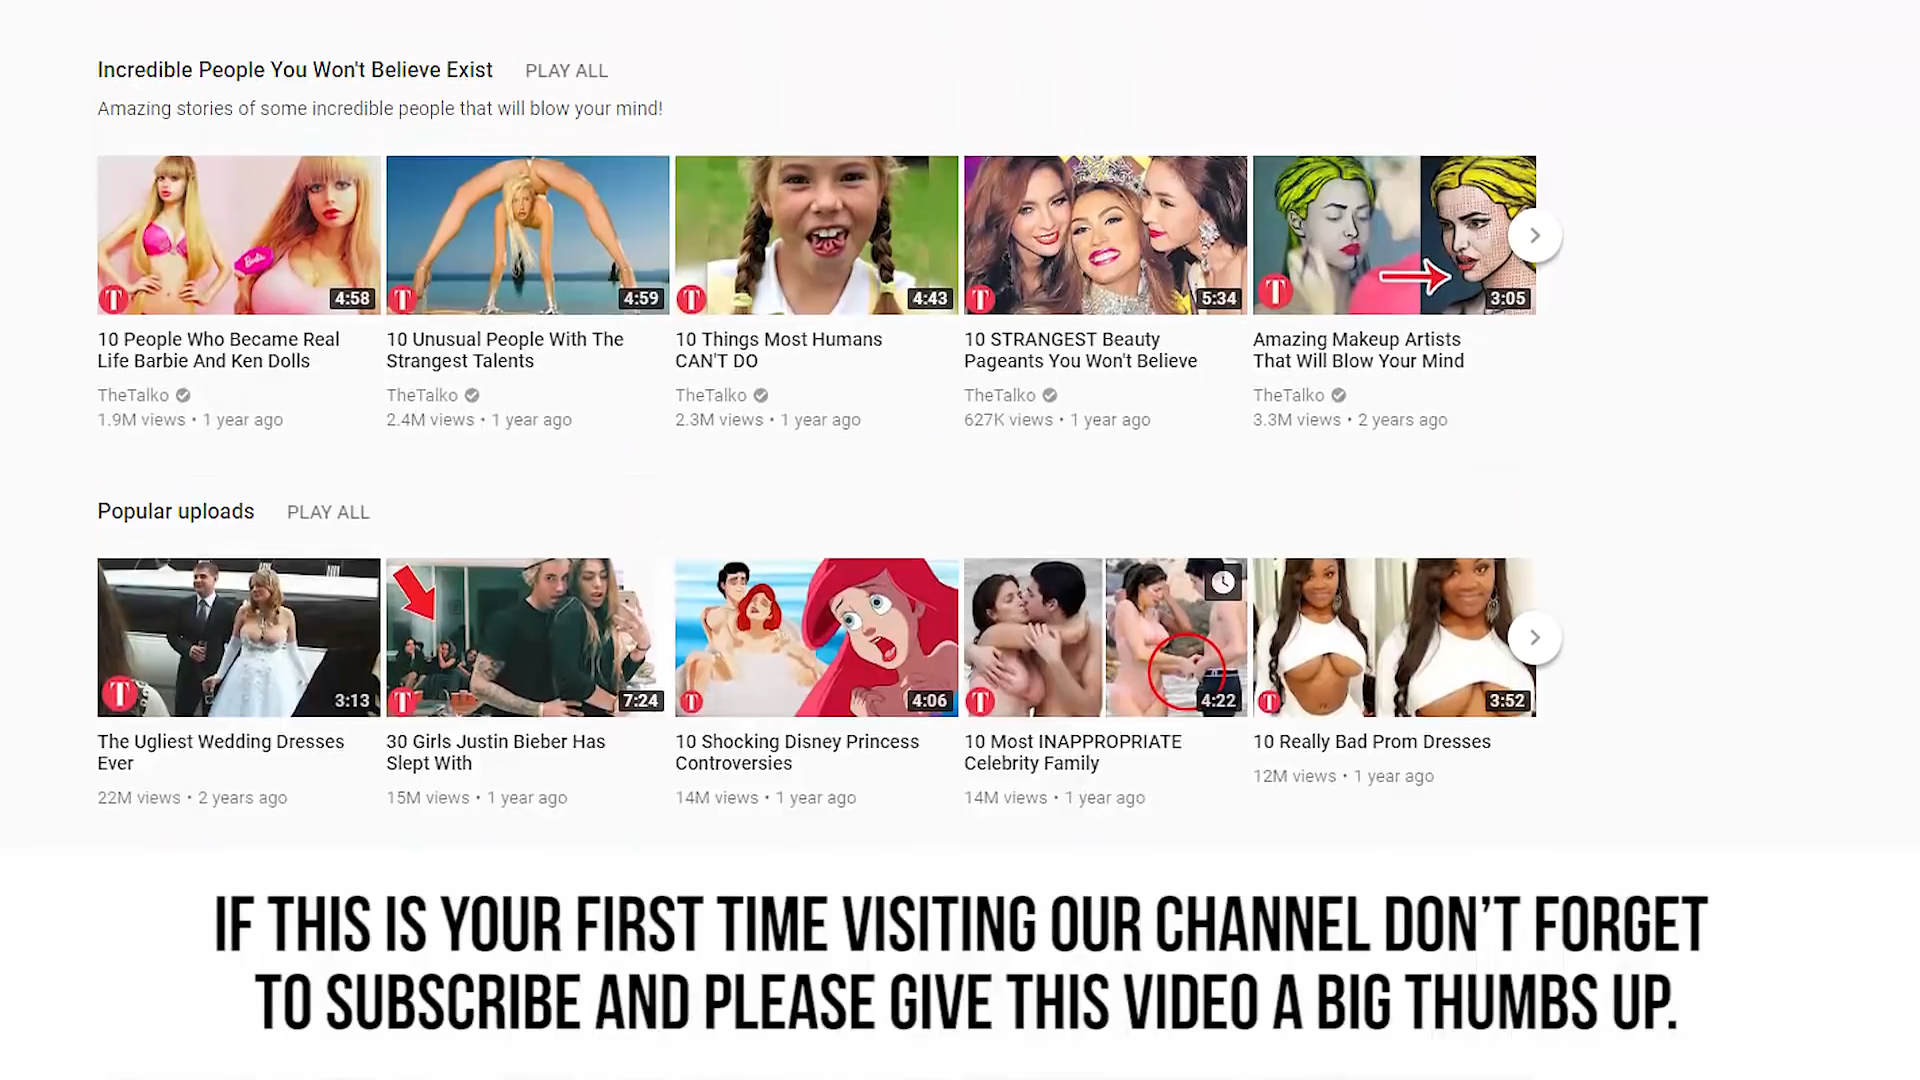 Incredible People You Won't Believe Exist PLAY ALL
Amazing stories of some incredible people that will blow your mind!
Barbie
T 4:58
T 4:59
T 4:43
T 5:34
T 3:05
10 People Who Became Real
Life Barbie And Ken Dolls
TheTalko
1.9M views • 1 year ago
10 Unusual People With The
Strangest Talents
TheTalko
2.4M views • 1 year ago
10 Things Most Humans
CAN'T DO
TheTalko
2.3M views • 1 year ago
10 STRANGEST Beauty
Pageants You Won't Believe
TheTalko
627K views • 1 year ago
Amazing Makeup Artists
That Will Blow Your Mind
TheTalko
3.3M views • 2 years ago
Popular uploads PLAY ALL
T 3:13
T 7:24
T 4:06
T 4:22
T 3:52
The Ugliest Wedding Dresses
Ever
22M views • 2 years ago
30 Girls Justin Bieber Has
Slept With
15M views • 1 year ago
10 Shocking Disney Princess
Controversies
14M views • 1 year ago
10 Most INAPPROPRIATE
Celebrity Family
14M views • 1 year ago
10 Really Bad Prom Dresses
12M views • 1 year ago
IF THIS IS YOUR FIRST TIME VISITING OUR CHANNEL DON'T FORGET
TO SUBSCRIBE AND PLEASE GIVE THIS VIDEO A BIG THUMBS UP.